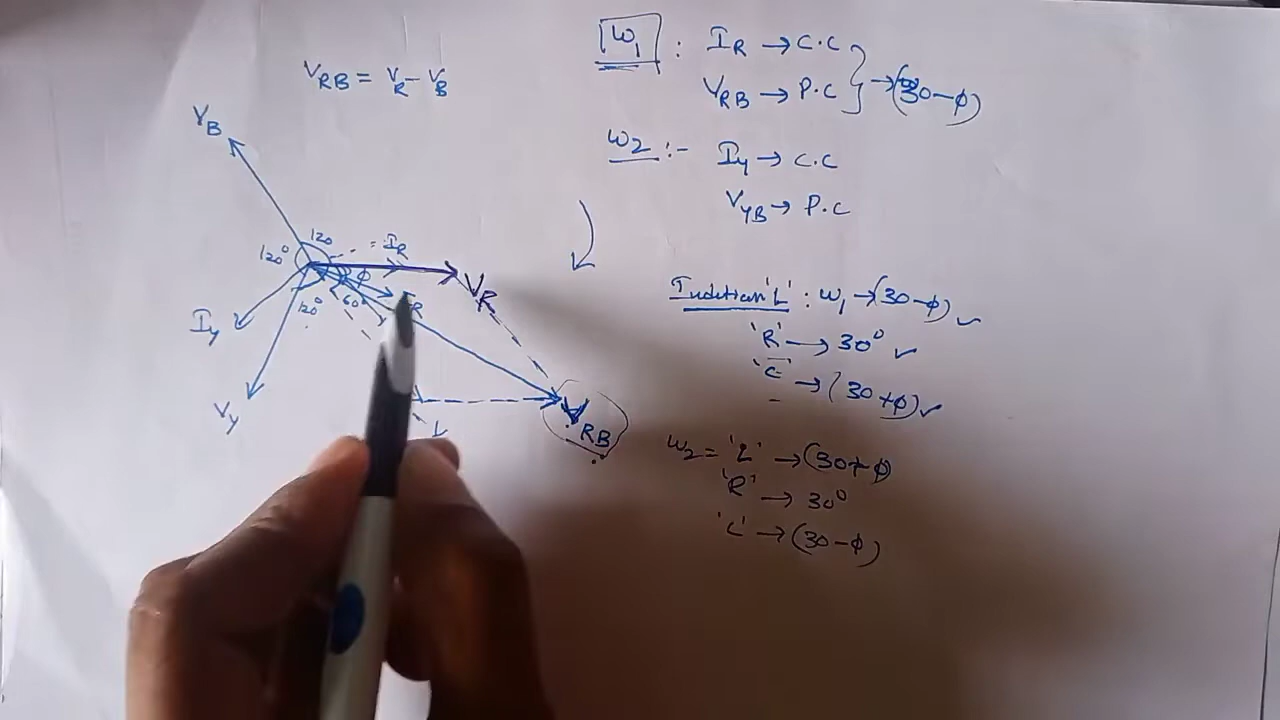 W1 : IR → C.C
VRB → P.C } → (30-ϕ)
VRB = VR - VB
W2 :- Iy → C.C
VyB → P.C
VB
120
120°
IR
ϕ
VR
120°
60°
Iy
Vy
VRB
'L' : W1 → (30-ϕ) ✓
'R' → 30° ✓
'C' → (30+ϕ) ✓
W2 = 'L' → (30+ϕ)
'R' → 30°
'C' → (30-ϕ)